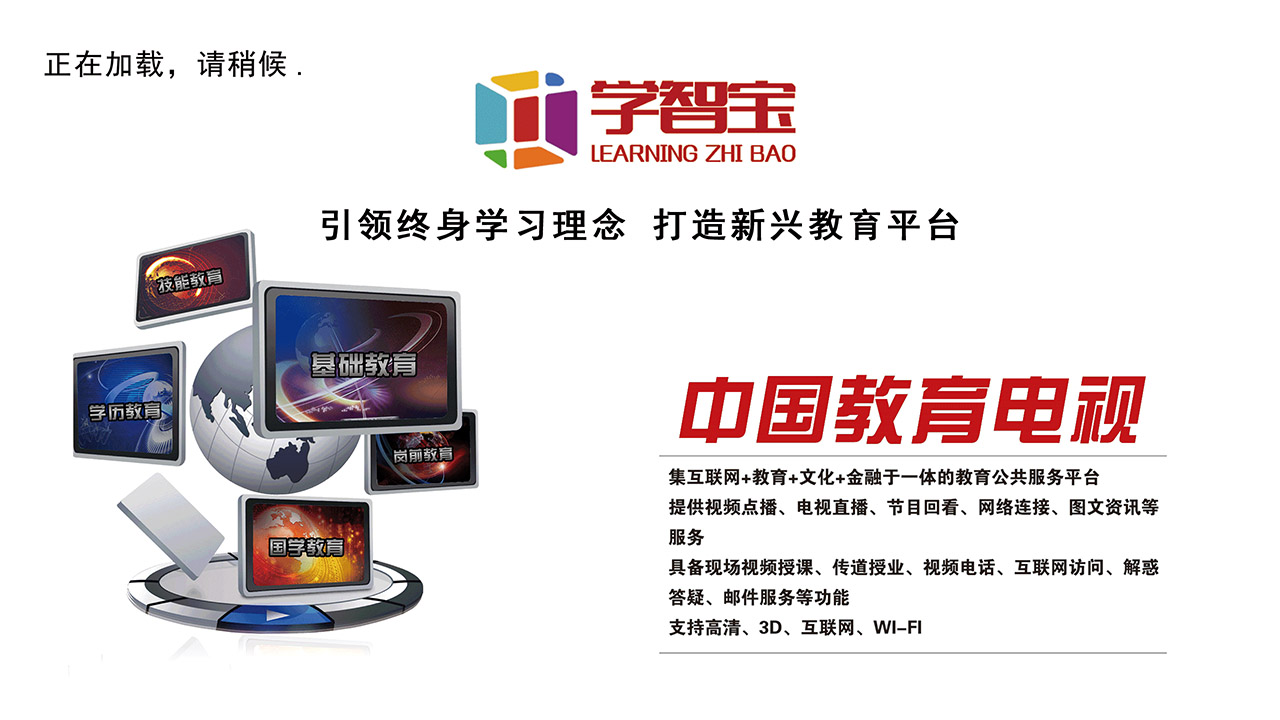 正在加载，请稍候 .
学智宝
LEARNING ZHI BAO
引领终身学习理念 打造新兴教育平台
技能教育
基础教育
学历教育
岗前教育
国学教育
中国教育电视
集互联网+教育+文化+金融于一体的教育公共服务平台
提供视频点播、电视直播、节目回看、网络连接、图文资讯等
服务
具备现场视频授课、传道授业、视频电话、互联网访问、解惑
答疑、邮件服务等功能
支持高清、3D、互联网、WI-FI